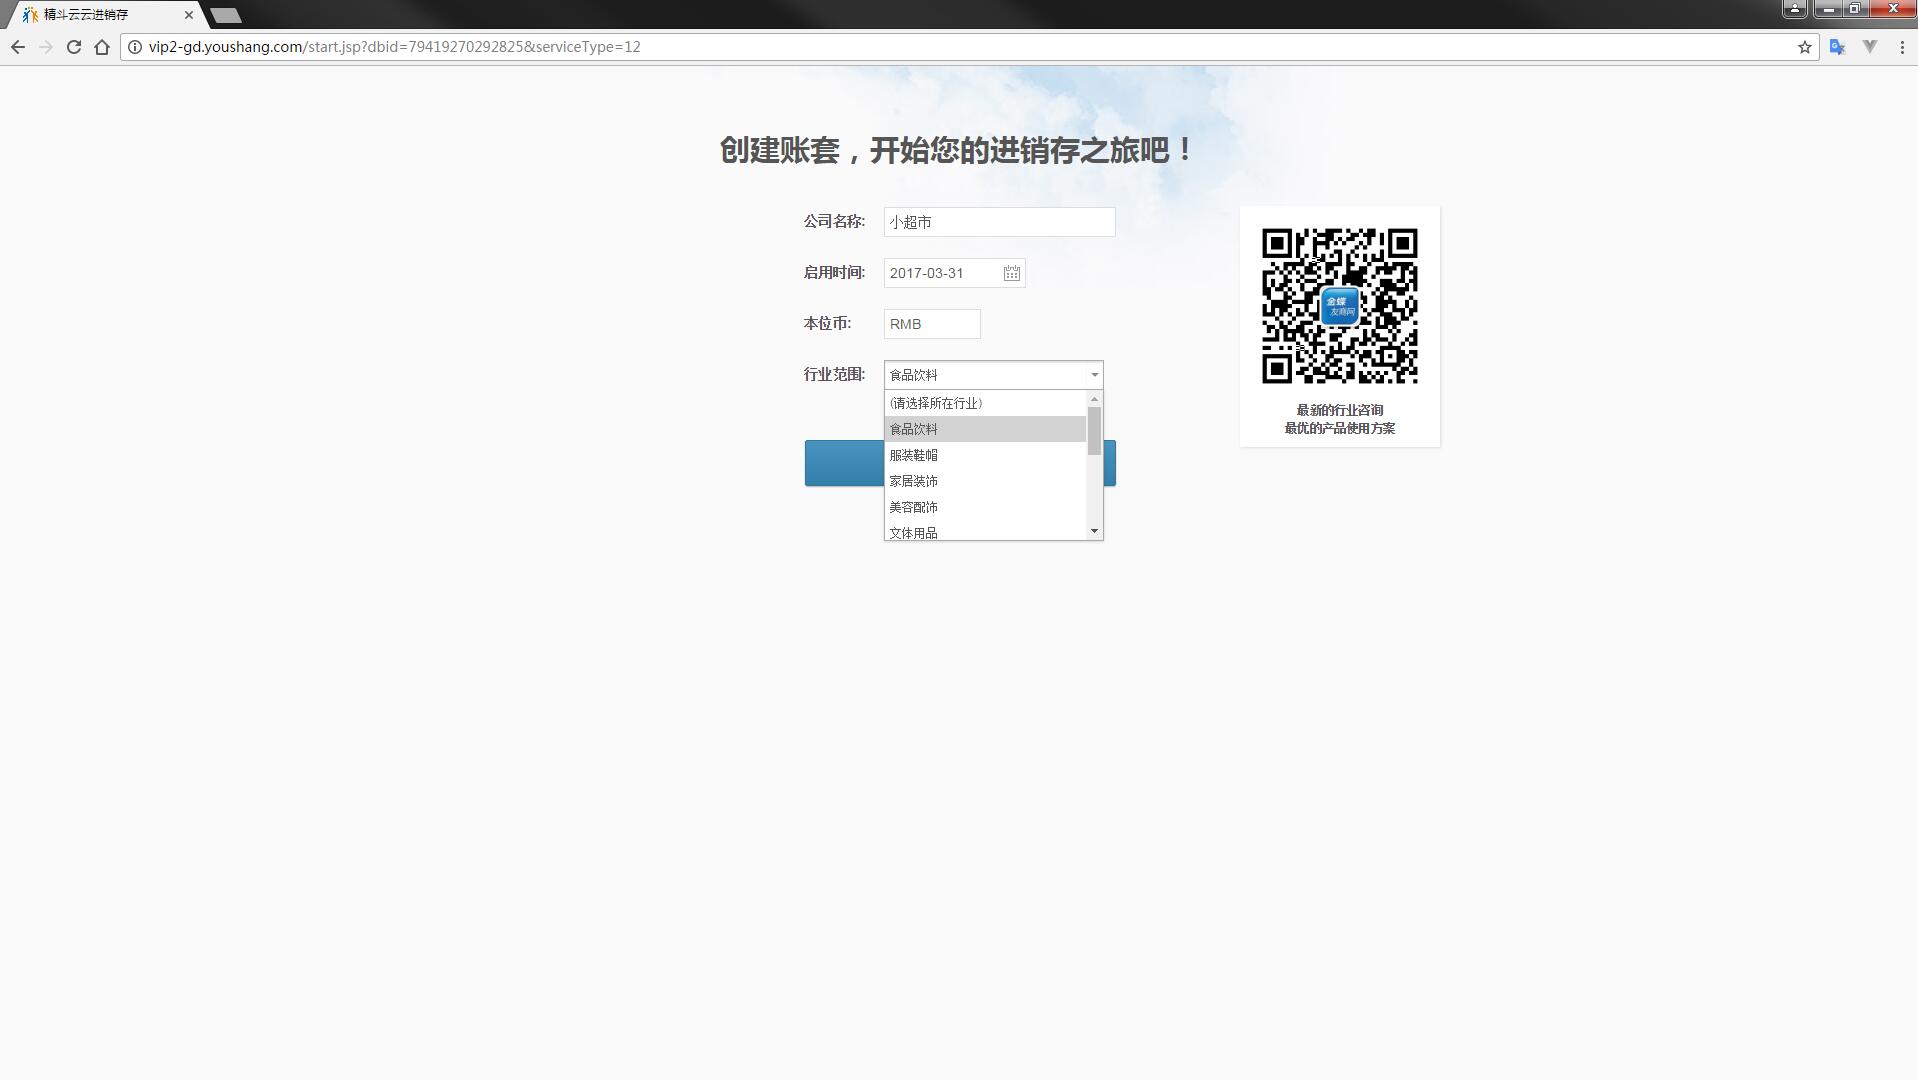 精斗云云进销存
vip2-gd.youshang.com/start.jsp?dbid=79419270292825&serviceType=12
创建账套，开始您的进销存之旅吧！
公司名称: 小超市
启用时间: 2017-03-31
本位币: RMB
行业范围: 食品饮料
(请选择所在行业)
食品饮料
服装鞋帽
家居装饰
美容配饰
文体用品
金蝶
友商网
最新的行业咨询
最优的产品使用方案